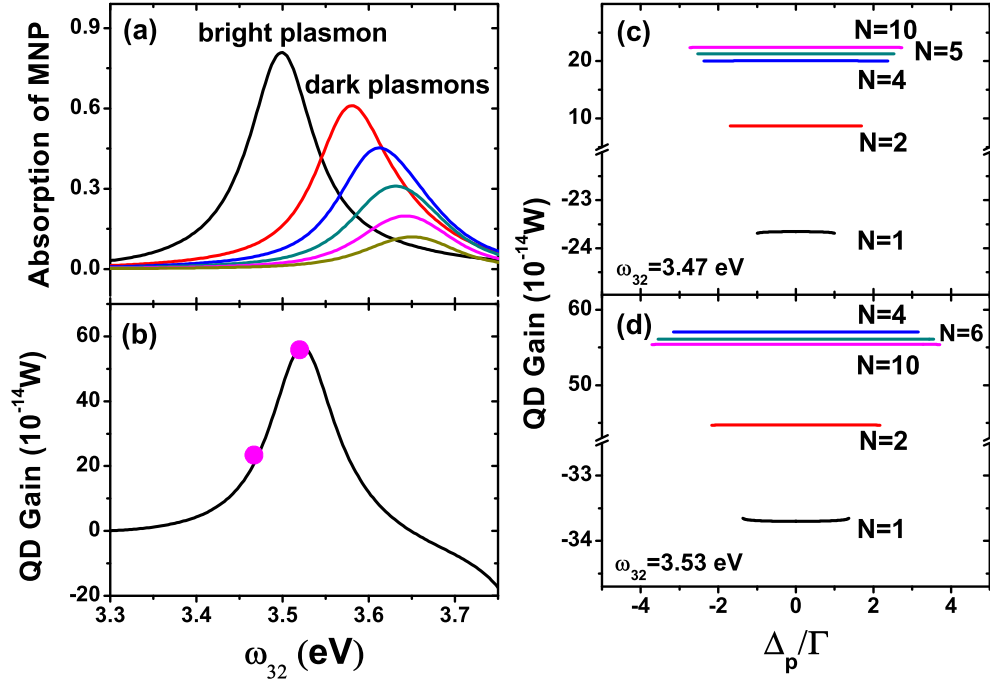 (a)
bright plasmon
dark plasmons
Absorption of MNP
0.9
0.6
0.3
0.0
(b)
QD Gain (10⁻¹⁴W)
60
40
20
0
-20
3.3
3.4
3.5
3.6
3.7
ω₃₂ (eV)
(c)
N=10
N=5
N=4
N=2
N=1
ω₃₂=3.47 eV
20
10
-23
-24
QD Gain (10⁻¹⁴W)
(d)
N=4
N=6
N=10
N=2
N=1
ω₃₂=3.53 eV
60
50
-33
-34
-4
-2
0
2
4
Δₚ/Γ